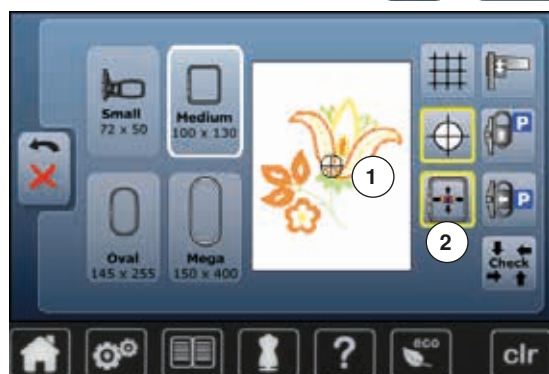 Small
72 x 50
Medium
100 x 130
P
1
P
2
Oval
145 x 255
Mega
150 x 400
Check
?
eco
clr